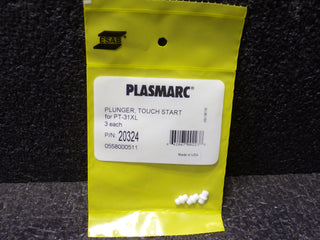 ESAB
PLASMARC®
PLUNGER, TOUCH START
for PT-31XL
3 each
P/N: 20324
0558000511
Made in USA